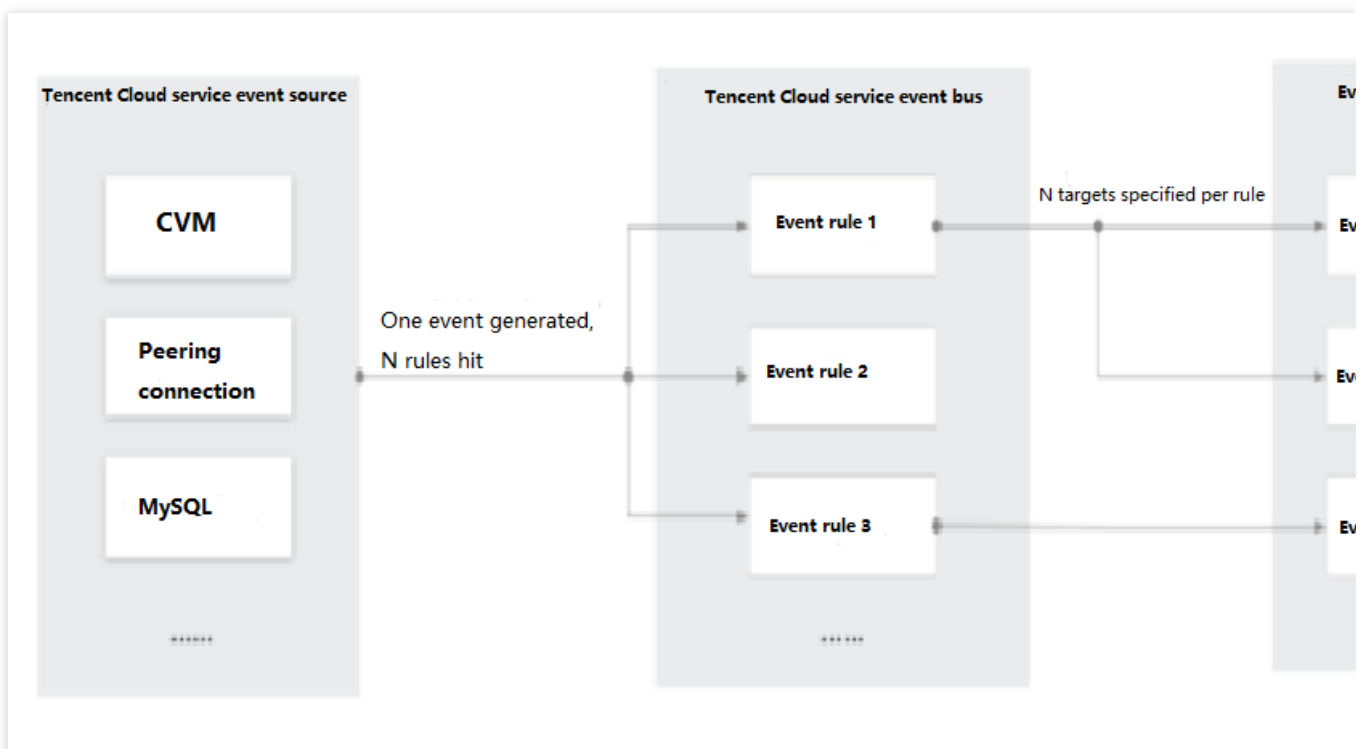 Tencent Cloud service event source
CVM
Peering
connection
MySQL
......
One event generated,
N rules hit
Tencent Cloud service event bus
Event rule 1
Event rule 2
Event rule 3
......
N targets specified per rule